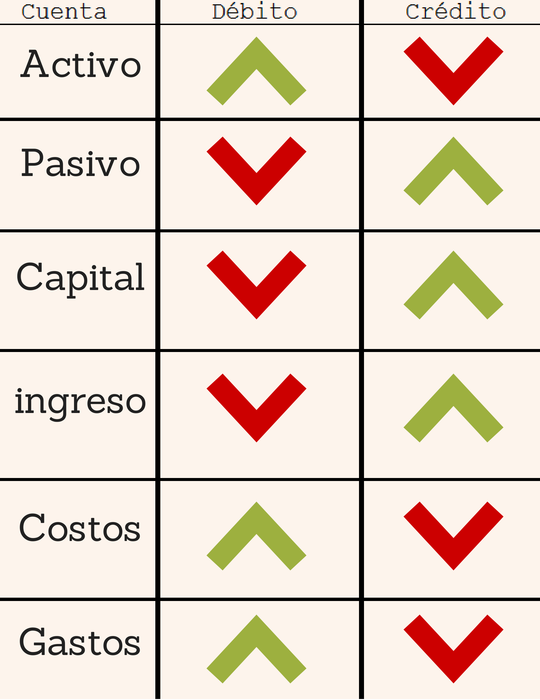 Cuenta Débito Crédito
Activo
Pasivo
Capital
ingreso
Costos
Gastos